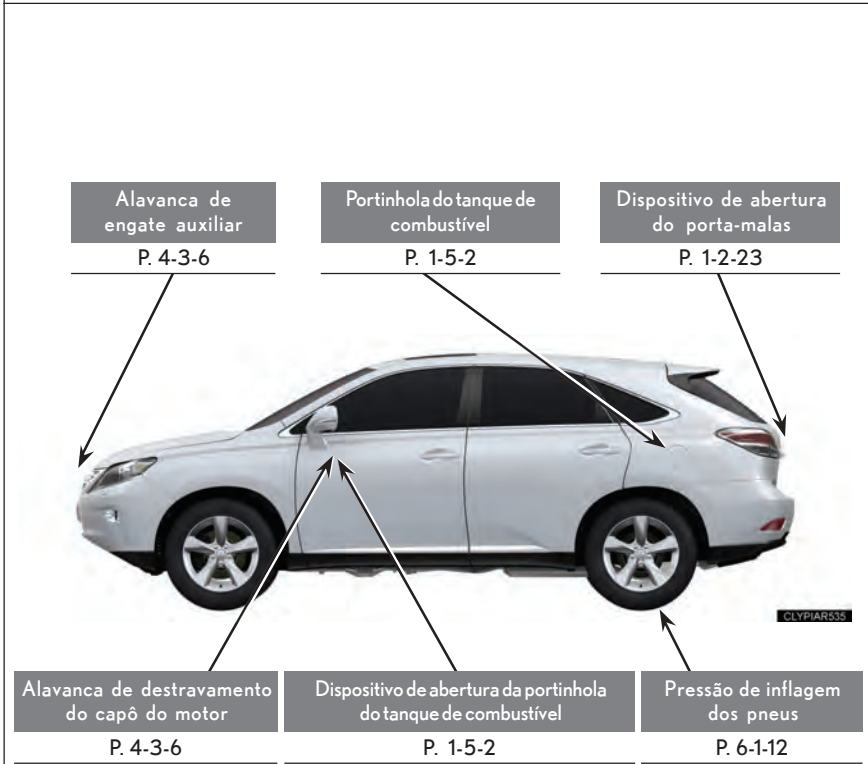 Alavanca de
engate auxiliar
P. 4-3-6
Portinhola do tanque de
combustível
P. 1-5-2
Dispositivo de abertura
do porta-malas
P. 1-2-23
CLYPIAR535
Alavanca de destravamento
do capô do motor
P. 4-3-6
Dispositivo de abertura da portinhola
do tanque de combustível
P. 1-5-2
Pressão de inflagem
dos pneus
P. 6-1-12